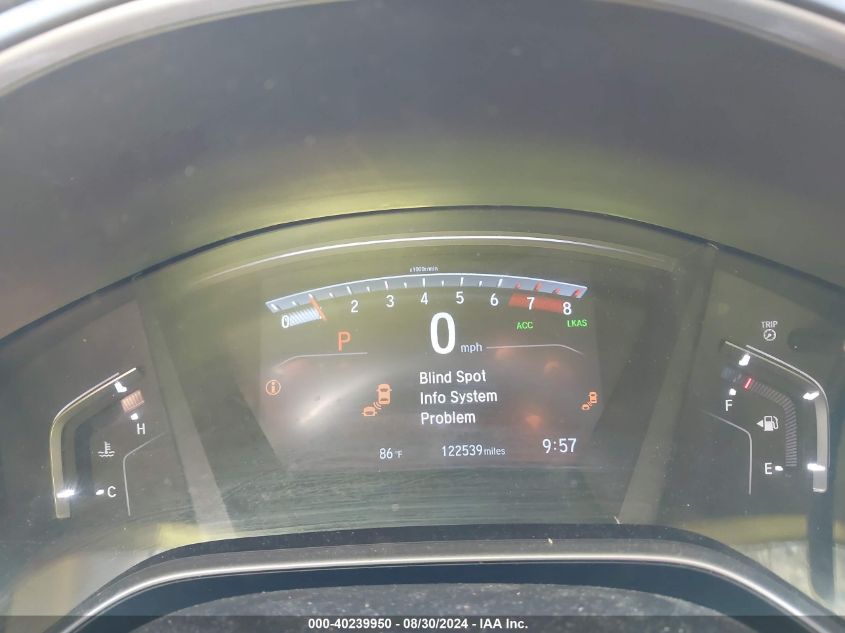 x1000r/min
0 2 3 4 5 6 7 8
P 0 mph ACC LKAS
TRIP
Blind Spot
Info System
Problem
H
C
F
E
86°F 122539 miles 9:57
000-40239950 - 08/30/2024 - IAA Inc.